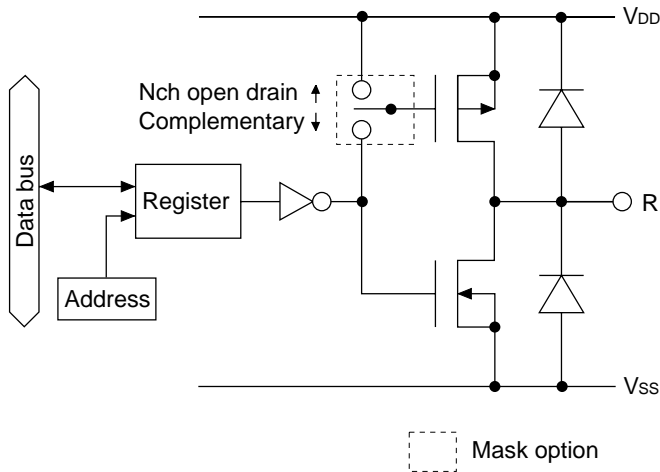 VDD
Nch open drain
Complementary
Data bus
Register
R
Address
VSS
Mask option